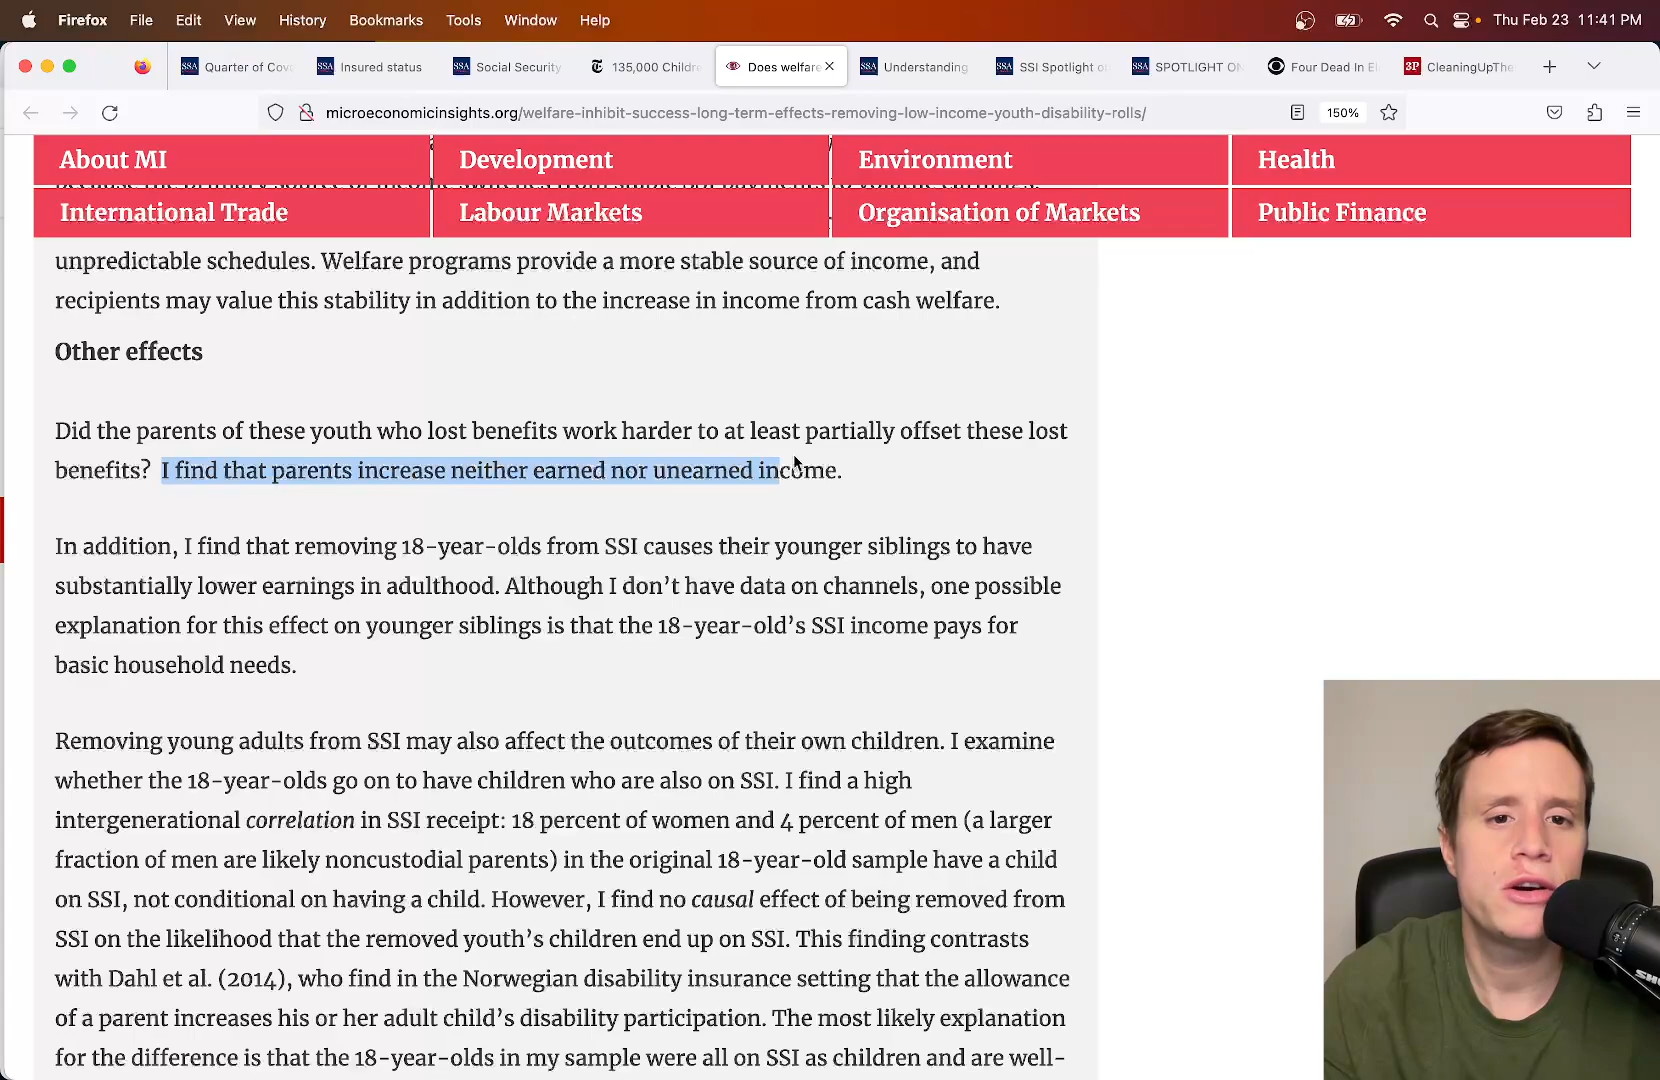 Firefox File Edit View History Bookmarks Tools Window Help Thu Feb 23 11:41 PM
SSA Quarter of Cov SSA Insured status SSA Social Security 135,000 Childre Does welfare SSA Understanding SSA SSI Spotlight o SSA SPOTLIGHT ON Four Dead In E 3P CleaningUpThe
microeconomicinsights.org/welfare-inhibit-success-long-term-effects-removing-low-income-youth-disability-rolls/ 150%
About MI Development Environment Health
International Trade Labour Markets Organisation of Markets Public Finance
unpredictable schedules. Welfare programs provide a more stable source of income, and
recipients may value this stability in addition to the increase in income from cash welfare.
Other effects
Did the parents of these youth who lost benefits work harder to at least partially offset these lost
benefits? I find that parents increase neither earned nor unearned income.
In addition, I find that removing 18-year-olds from SSI causes their younger siblings to have
substantially lower earnings in adulthood. Although I don't have data on channels, one possible
explanation for this effect on younger siblings is that the 18-year-old's SSI income pays for
basic household needs.
Removing young adults from SSI may also affect the outcomes of their own children. I examine
whether the 18-year-olds go on to have children who are also on SSI. I find a high
intergenerational correlation in SSI receipt: 18 percent of women and 4 percent of men (a larger
fraction of men are likely noncustodial parents) in the original 18-year-old sample have a child
on SSI, not conditional on having a child. However, I find no causal effect of being removed from
SSI on the likelihood that the removed youth's children end up on SSI. This finding contrasts
with Dahl et al. (2014), who find in the Norwegian disability insurance setting that the allowance
of a parent increases his or her adult child's disability participation. The most likely explanation
for the difference is that the 18-year-olds in my sample were all on SSI as children and are well-